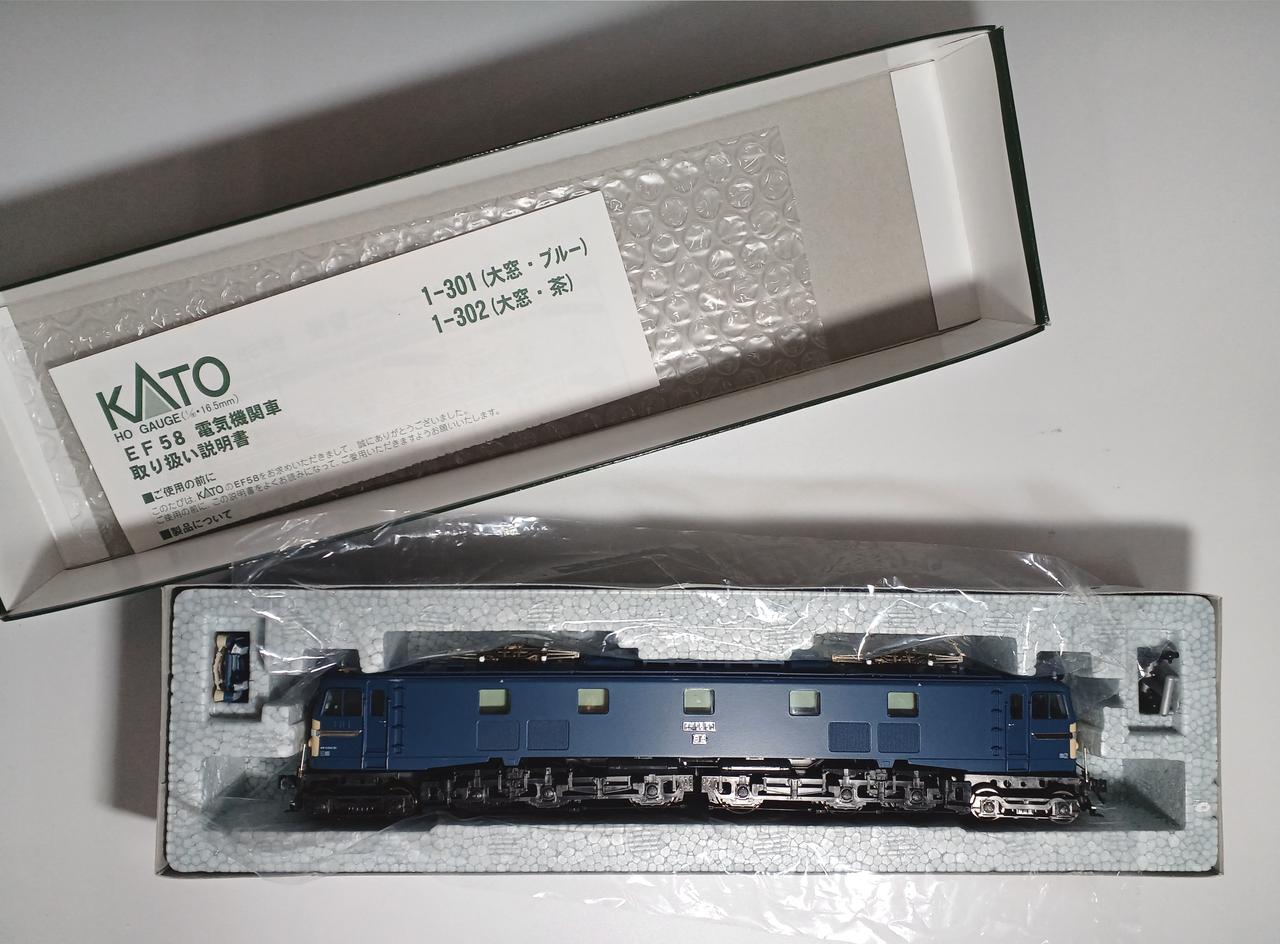 1-301(大窓・ブルー)
1-302(大窓・茶)
KATO
HO GAUGE(1/80・16.5mm)
EF58 電気機関車
取り扱い説明書
■ご使用の前に
このたびは、KATOのEF58をお求めいただきまして、誠にありがとうございました。
ご使用の前に、この説明書をよくお読みになって、ご愛用いただきますようお願いいたします。
■製品について